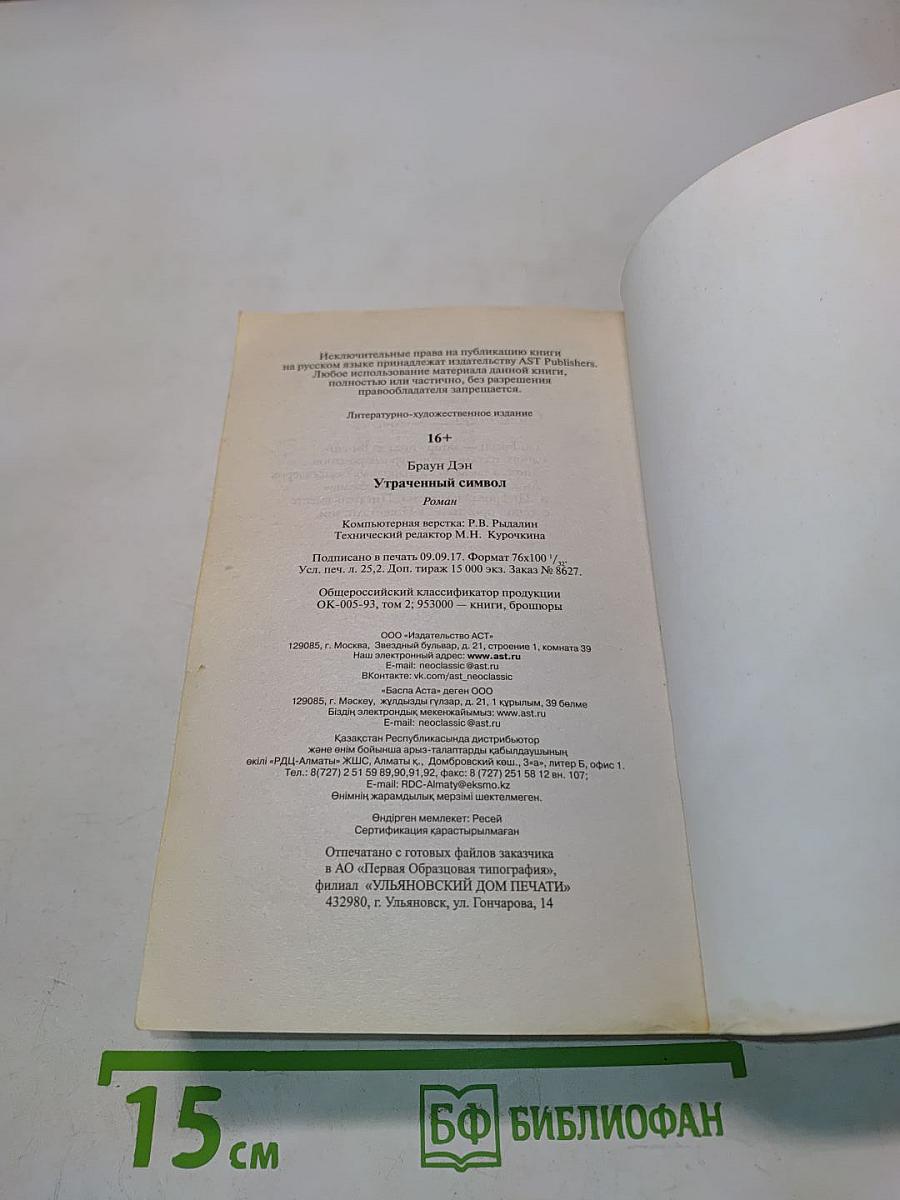 Исключительные права на публикацию книги
на русском языке принадлежат издательству AST Publishers.
Любое использование материала данной книги,
полностью или частично, без разрешения
правообладателя запрещается.
Литературно-художественное издание
16+
Браун Дэн
Утраченный символ
Роман
Компьютерная верстка: Р.В. Рыдалин
Технический редактор М.Н. Курочкина
Подписано в печать 09.09.17. Формат 76x100 1/32.
Усл. печ. л. 25,2. Доп. тираж 15 000 экз. Заказ № 8627.
Общероссийский классификатор продукции
ОК-005-93, том 2; 953000 — книги, брошюры
ООО «Издательство АСТ»
129085, г. Москва, Звездный бульвар, д. 21, строение 1, комната 39
Наш электронный адрес: www.ast.ru
E-mail: neoclassic@ast.ru
ВКонтакте: vk.com/ast_neoclassic
«Баспа Аста» деген ООО
129085, г. Мәскеу, жұлдызды гүлзар, д. 21, 1 құрылым, 39 бөлме
Біздің электрондық мекенжайымыз: www.ast.ru
E-mail: neoclassic@ast.ru
Қазақстан Республикасында дистрибьютор
және өнім бойынша арыз-талаптарды қабылдаушының
өкілі «РДЦ-Алматы» ЖШС, Алматы қ., Домбровский көш., 3«а», литер Б, офис 1.
Тел.: 8(727) 2 51 59 89,90,91,92, факс: 8 (727) 251 58 12 вн. 107;
E-mail: RDC-Almaty@eksmo.kz
Өнімнің жарамдылық мерзімі шектелмеген.
Өндірген мемлекет: Ресей
Сертификация қарастырылмаған
Отпечатано с готовых файлов заказчика
в АО «Первая Образцовая типография»,
филиал «УЛЬЯНОВСКИЙ ДОМ ПЕЧАТИ»
432980, г. Ульяновск, ул. Гончарова, 14
15 см
БФ БИБЛИОФАН